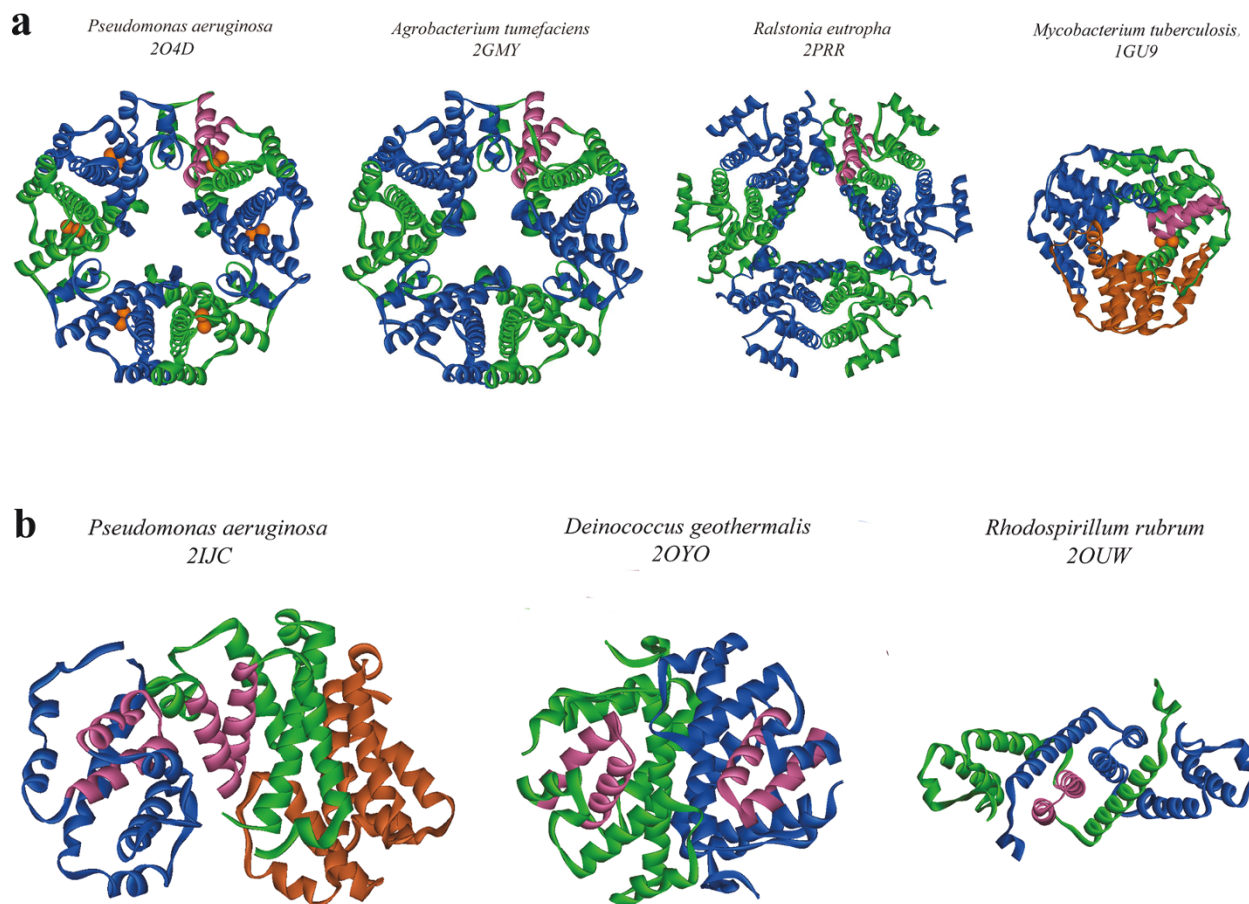 a
Pseudomonas aeruginosa
2O4D
Agrobacterium tumefaciens
2GMY
Ralstonia eutropha
2PRR
Mycobacterium tuberculosis,
1GU9
b
Pseudomonas aeruginosa
2IJC
Deinococcus geothermalis
2OYO
Rhodospirillum rubrum
2OUW